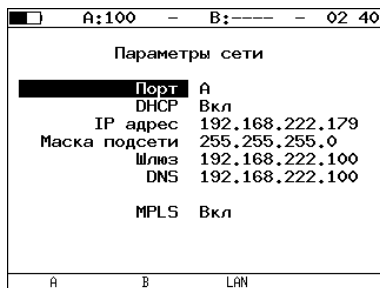 A:100 – B:---- – 02 40
Параметры сети
Порт A
DHCP Вкл
IP адрес 192.168.222.179
Маска подсети 255.255.255.0
Шлюз 192.168.222.100
DNS 192.168.222.100
MPLS Вкл
A B LAN